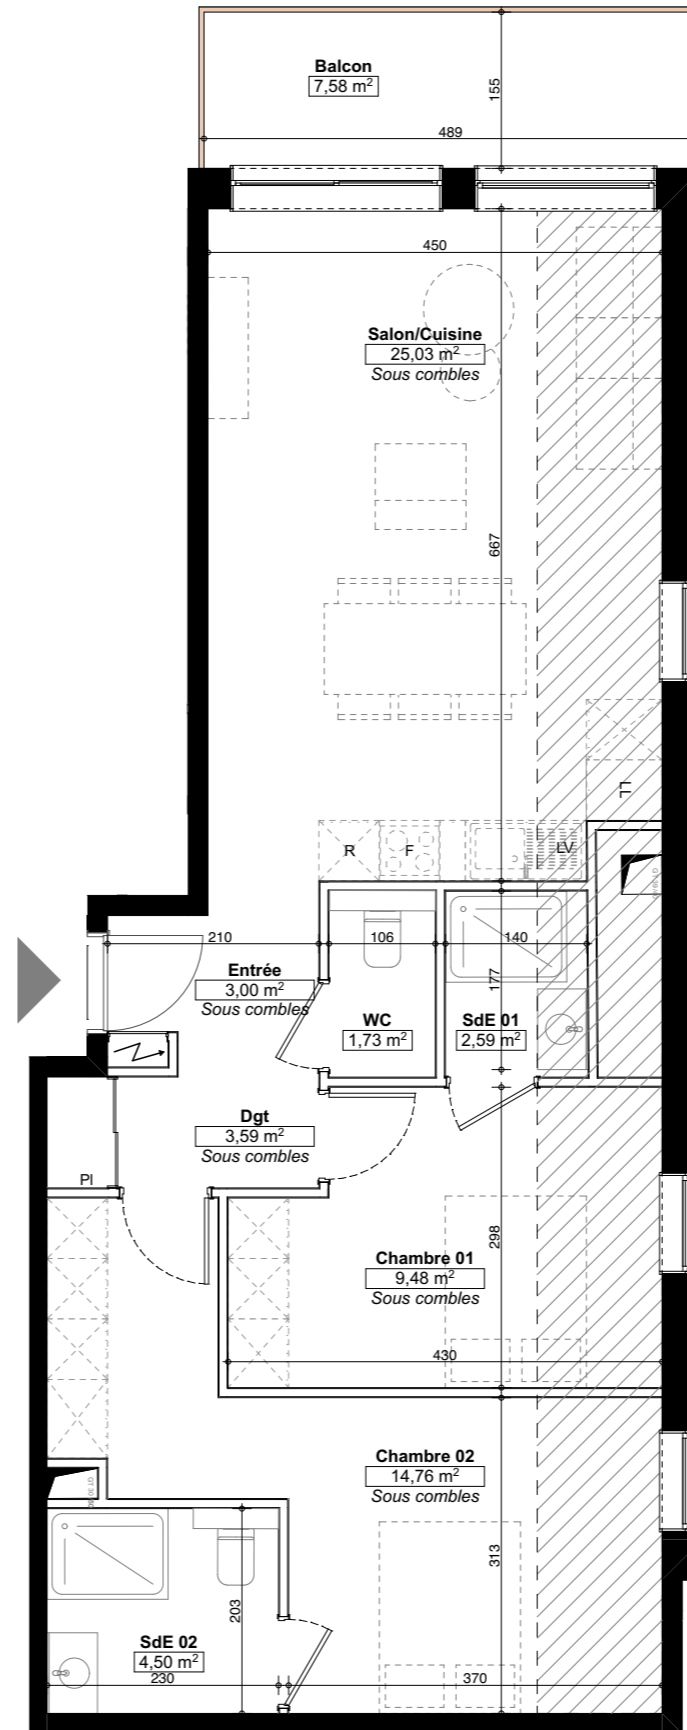 Balcon
7,58 m²
155
489
450
Salon/Cuisine
25,03 m²
Sous combles
667
LL
R
F
LV
210
106
140
177
Entrée
3,00 m²
Sous combles
WC
1,73 m²
SdE 01
2,59 m²
Dgt
3,59 m²
Sous combles
Pl
298
Chambre 01
9,48 m²
Sous combles
430
Chambre 02
14,76 m²
Sous combles
313
203
SdE 02
4,50 m²
230
370